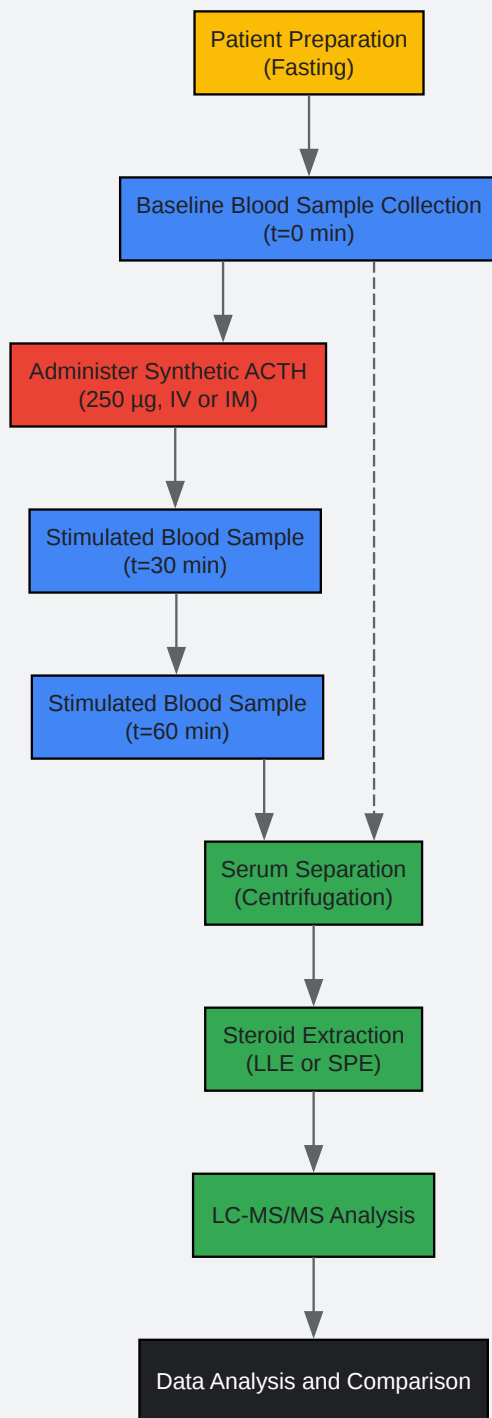 Patient Preparation
(Fasting)
Baseline Blood Sample Collection
(t=0 min)
Administer Synthetic ACTH
(250 µg, IV or IM)
Stimulated Blood Sample
(t=30 min)
Stimulated Blood Sample
(t=60 min)
Serum Separation
(Centrifugation)
Steroid Extraction
(LLE or SPE)
LC-MS/MS Analysis
Data Analysis and Comparison